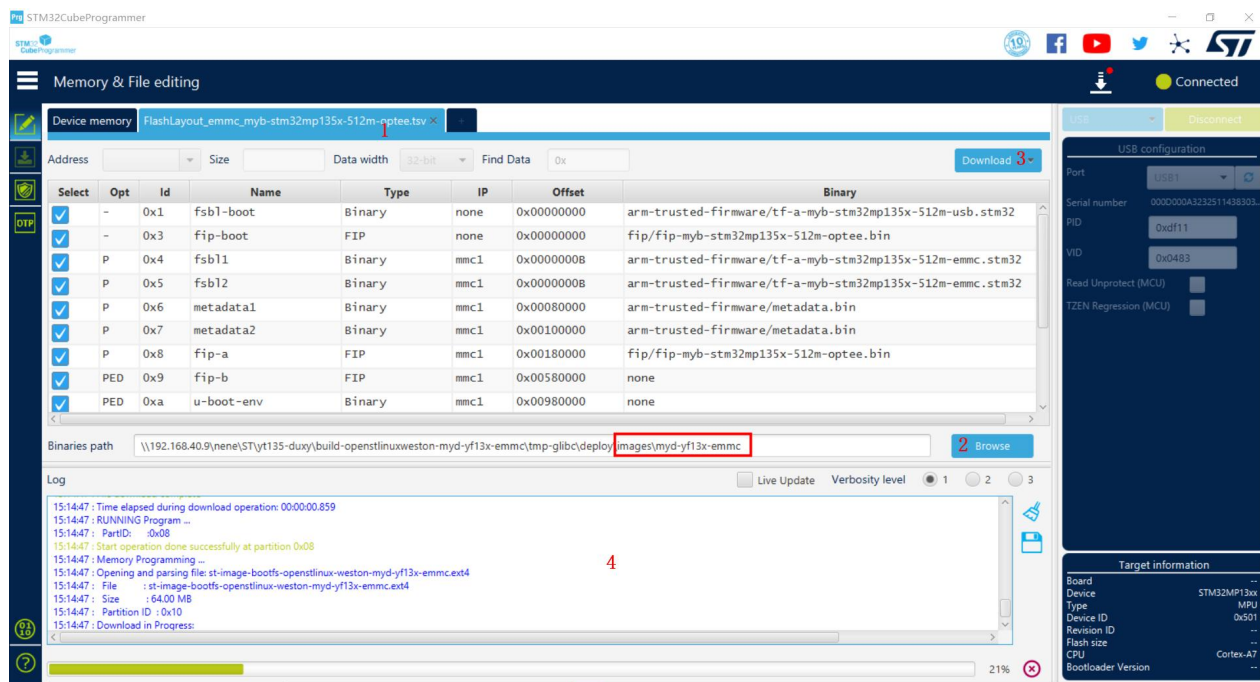 Prg STM32CubeProgrammer
STM32
CubeProgrammer
10
ST
Memory & File editing
Connected
Device memory FlashLayout_emmc_myb-stm32mp135x-512m-optee.tsv × +
1
Address Size Data width 32-bit Find Data 0x Download 3
Select Opt Id Name Type IP Offset Binary
- 0x1 fsbl-boot Binary none 0x00000000 arm-trusted-firmware/tf-a-myb-stm32mp135x-512m-usb.stm32
- 0x3 fip-boot FIP none 0x00000000 fip/fip-myb-stm32mp135x-512m-optee.bin
P 0x4 fsbl1 Binary mmc1 0x0000000B arm-trusted-firmware/tf-a-myb-stm32mp135x-512m-emmc.stm32
P 0x5 fsbl2 Binary mmc1 0x0000000B arm-trusted-firmware/tf-a-myb-stm32mp135x-512m-emmc.stm32
P 0x6 metadata1 Binary mmc1 0x00080000 arm-trusted-firmware/metadata.bin
P 0x7 metadata2 Binary mmc1 0x00100000 arm-trusted-firmware/metadata.bin
P 0x8 fip-a FIP mmc1 0x00180000 fip/fip-myb-stm32mp135x-512m-optee.bin
PED 0x9 fip-b FIP mmc1 0x00580000 none
PED 0xa u-boot-env Binary mmc1 0x00980000 none
Binaries path \\192.168.40.9\nene\ST\yt135-duxy\build-openstlinuxweston-myd-yf13x-emmc\tmp-glibc\deploy\images\myd-yf13x-emmc 2 Browse
Log Live Update Verbosity level 1 2 3
15:14:47 : Time elapsed during download operation: 00:00:00.859
15:14:47 : RUNNING Program ...
15:14:47 : PartID: :0x08
15:14:47 : Start operation done successfully at partition 0x08
15:14:47 : Memory Programming ...
15:14:47 : Opening and parsing file: st-image-bootfs-openstlinux-weston-myd-yf13x-emmc.ext4
15:14:47 : File : st-image-bootfs-openstlinux-weston-myd-yf13x-emmc.ext4
15:14:47 : Size : 64.00 MB
15:14:47 : Partition ID : 0x10
15:14:47 : Download in Progress:
4
21%
OTP
USB Disconnect
USB configuration
Port USB1
Serial number 000D000A3232511438303...
PID 0xdf11
VID 0x0483
Read Unprotect (MCU)
TZEN Regression (MCU)
Target information
Board --
Device STM32MP13xx
Type MPU
Device ID 0x501
Revision ID --
Flash size --
CPU Cortex-A7
Bootloader Version --